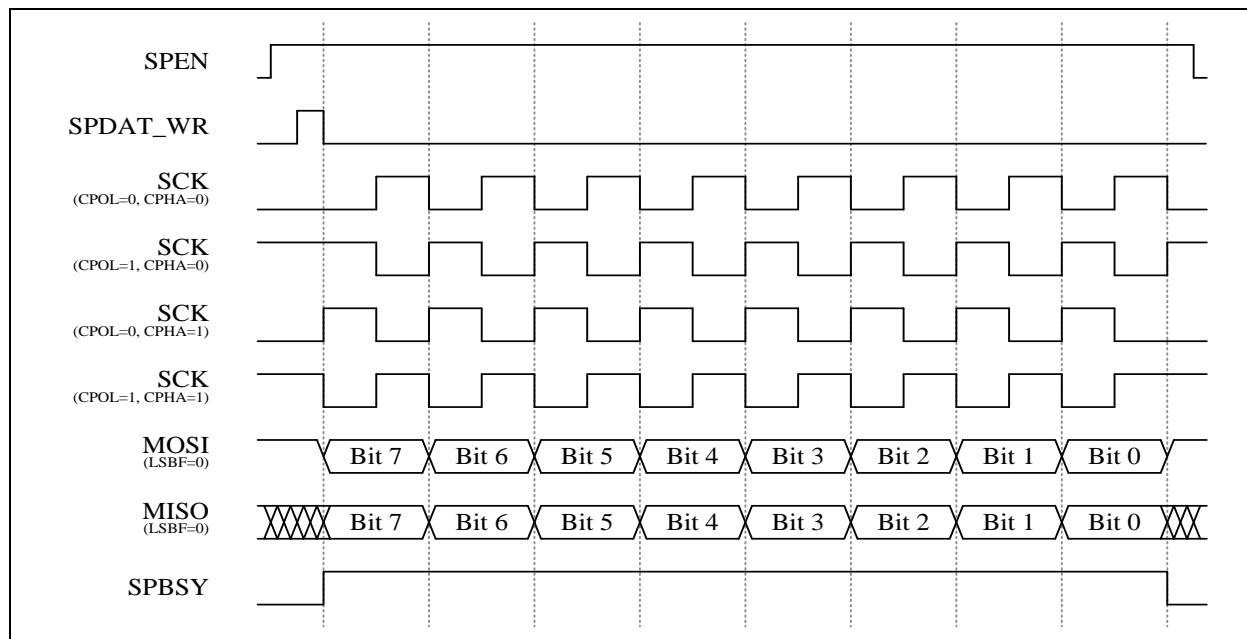 SPEN
SPDAT_WR
SCK
(CPOL=0, CPHA=0)
SCK
(CPOL=1, CPHA=0)
SCK
(CPOL=0, CPHA=1)
SCK
(CPOL=1, CPHA=1)
MOSI
(LSBF=0)
Bit 7 Bit 6 Bit 5 Bit 4 Bit 3 Bit 2 Bit 1 Bit 0
MISO
(LSBF=0)
Bit 7 Bit 6 Bit 5 Bit 4 Bit 3 Bit 2 Bit 1 Bit 0
SPBSY